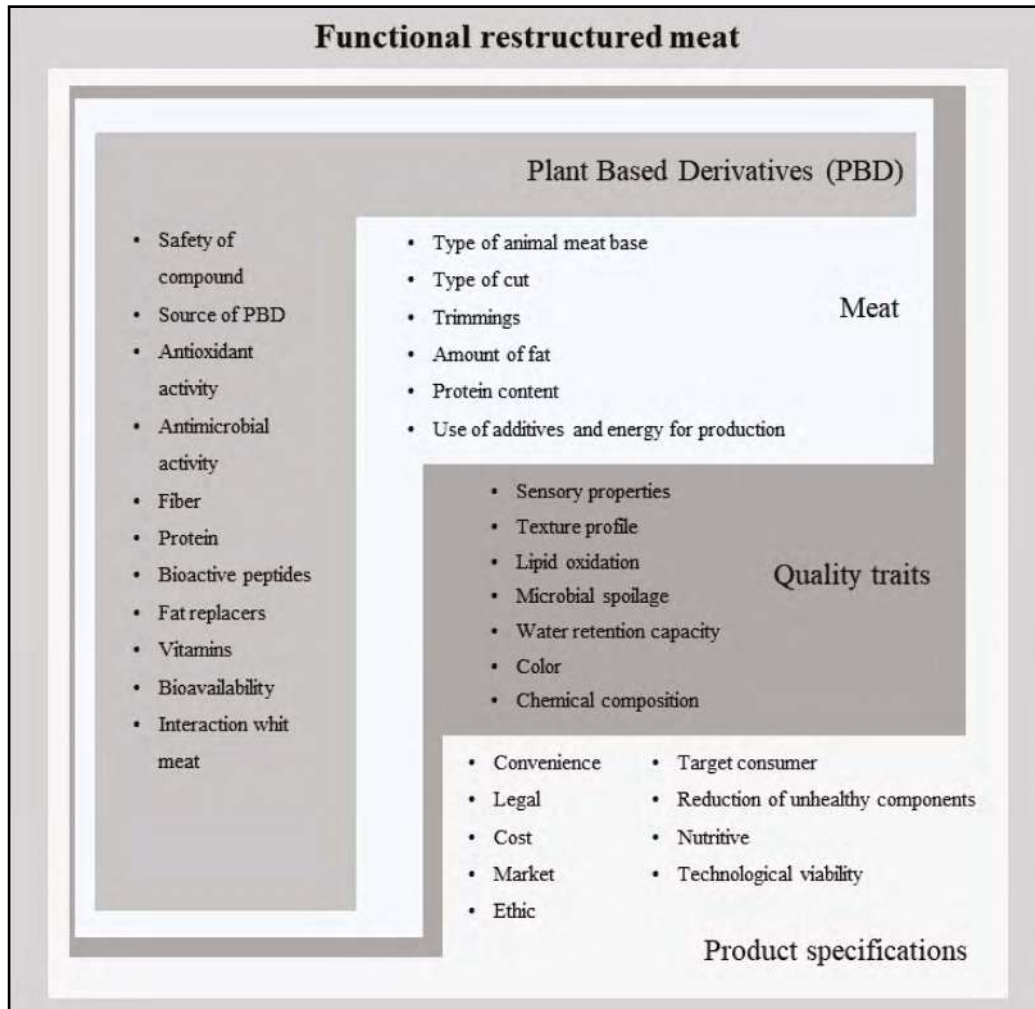 Functional restructured meat
Plant Based Derivatives (PBD)
• Safety of
compound
• Source of PBD
• Antioxidant
activity
• Antimicrobial
activity
• Fiber
• Protein
• Bioactive peptides
• Fat replacers
• Vitamins
• Bioavailability
• Interaction whit
meat
Meat
• Type of animal meat base
• Type of cut
• Trimmings
• Amount of fat
• Protein content
• Use of additives and energy for production
Quality traits
• Sensory properties
• Texture profile
• Lipid oxidation
• Microbial spoilage
• Water retention capacity
• Color
• Chemical composition
• Convenience
• Legal
• Cost
• Market
• Ethic
• Target consumer
• Reduction of unhealthy components
• Nutritive
• Technological viability
Product specifications